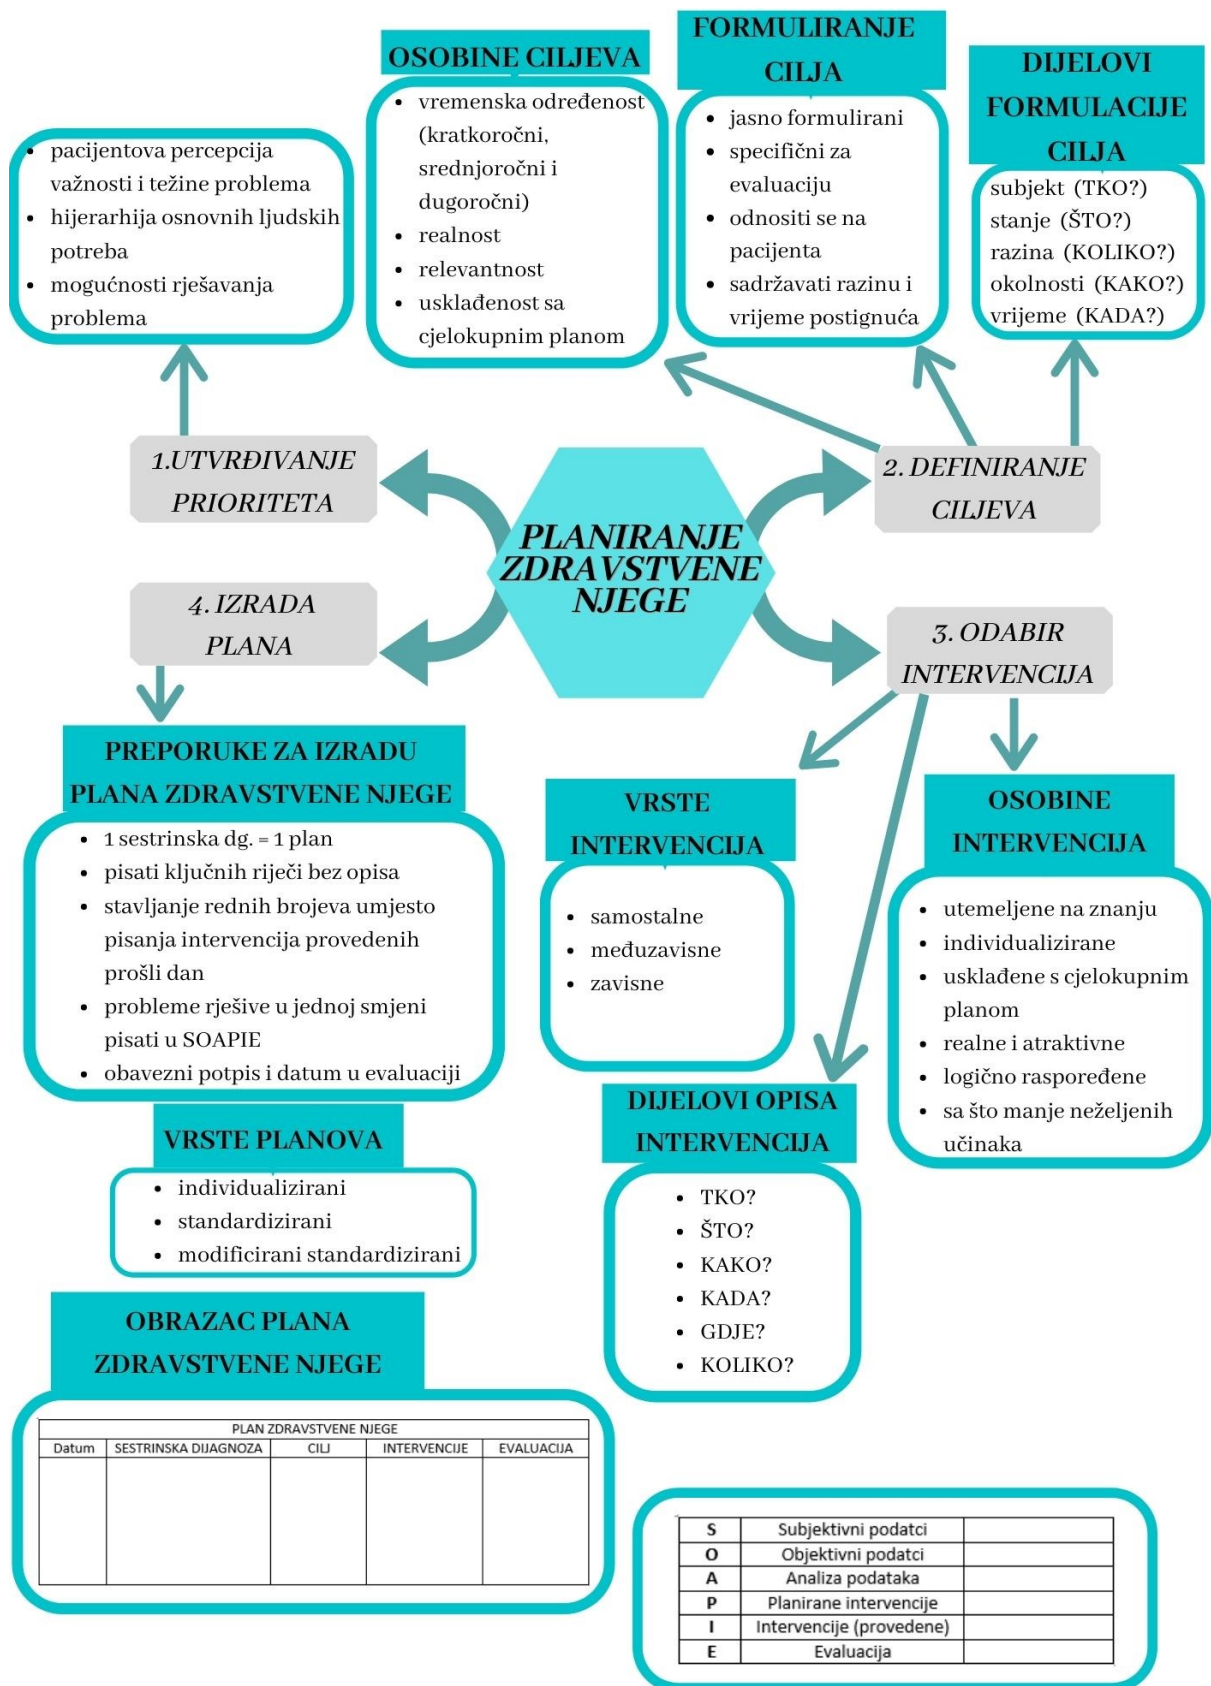 PLANIRANJE
ZDRAVSTVENE
NJEGE
1.UTVRĐIVANJE
PRIORITETA
• pacijentova percepcija
važnosti i težine problema
• hijerarhija osnovnih ljudskih
potreba
• mogućnosti rješavanja
problema
2. DEFINIRANJE
CILJEVA
OSOBINE CILJEVA
• vremenska određenost
(kratkoročni,
srednjoročni i
dugoročni)
• realnost
• relevantnost
• usklađenost sa
cjelokupnim planom
FORMULIRANJE
CILJA
• jasno formulirani
• specifični za
evaluaciju
• odnositi se na
pacijenta
• sadržavati razinu i
vrijeme postignuća
DIJELOVI
FORMULACIJE
CILJA
subjekt (TKO?)
stanje (ŠTO?)
razina (KOLIKO?)
okolnosti (KAKO?)
vrijeme (KADA?)
3. ODABIR
INTERVENCIJA
VRSTE
INTERVENCIJA
• samostalne
• međuzavisne
• zavisne
DIJELOVI OPISA
INTERVENCIJA
• TKO?
• ŠTO?
• KAKO?
• KADA?
• GDJE?
• KOLIKO?
OSOBINE
INTERVENCIJA
• utemeljene na znanju
• individualizirane
• usklađene s cjelokupnim
planom
• realne i atraktivne
• logično raspoređene
• sa što manje neželjenih
učinaka
4. IZRADA
PLANA
PREPORUKE ZA IZRADU
PLANA ZDRAVSTVENE NJEGE
• 1 sestrinska dg. = 1 plan
• pisati ključnih riječi bez opisa
• stavljanje rednih brojeva umjesto
pisanja intervencija provedenih
prošli dan
• probleme rješive u jednoj smjeni
pisati u SOAPIE
• obavezni potpis i datum u evaluaciji
VRSTE PLANOVA
• individualizirani
• standardizirani
• modificirani standardizirani
OBRAZAC PLANA
ZDRAVSTVENE NJEGE
PLAN ZDRAVSTVENE NJEGE
Datum SESTRINSKA DIJAGNOZA CILJ INTERVENCIJE EVALUACIJA
S Subjektivni podatci
O Objektivni podatci
A Analiza podataka
P Planirane intervencije
I Intervencije (provedene)
E Evaluacija